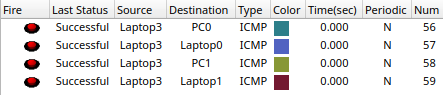 Fire Last Status Source Destination Type Color Time(sec) Periodic Num
Successful Laptop3 PC0 ICMP 0.000 N 56
Successful Laptop3 Laptop0 ICMP 0.000 N 57
Successful Laptop3 PC1 ICMP 0.000 N 58
Successful Laptop3 Laptop1 ICMP 0.000 N 59